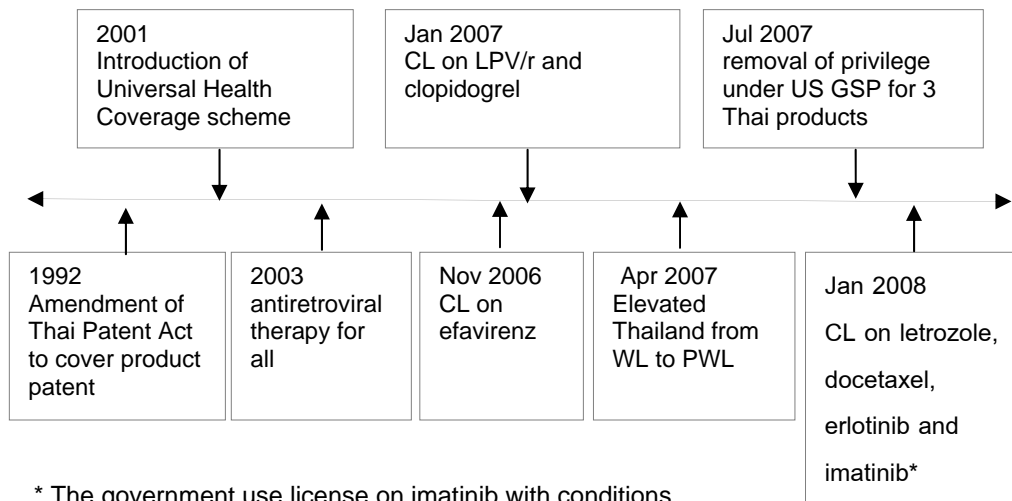 2001
Introduction of
Universal Health
Coverage scheme
Jan 2007
CL on LPV/r and
clopidogrel
Jul 2007
removal of privilege
under US GSP for 3
Thai products
1992
Amendment of
Thai Patent Act
to cover product
patent
2003
antiretroviral
therapy for
all
Nov 2006
CL on
efavirenz
Apr 2007
Elevated
Thailand from
WL to PWL
Jan 2008
CL on letrozole,
docetaxel,
erlotinib and
imatinib*
* The government use license on imatinib with conditions